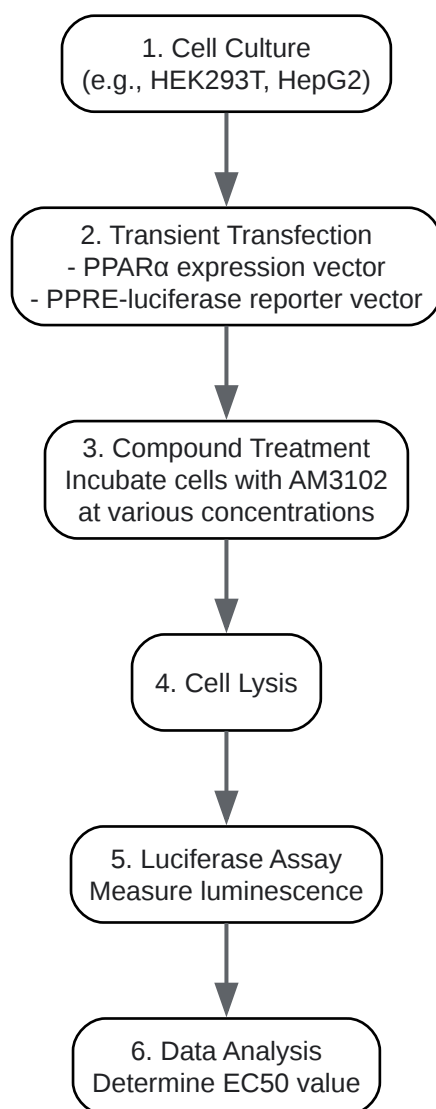 1. Cell Culture
(e.g., HEK293T, HepG2)
2. Transient Transfection
- PPARα expression vector
- PPRE-luciferase reporter vector
3. Compound Treatment
Incubate cells with AM3102
at various concentrations
4. Cell Lysis
5. Luciferase Assay
Measure luminescence
6. Data Analysis
Determine EC50 value